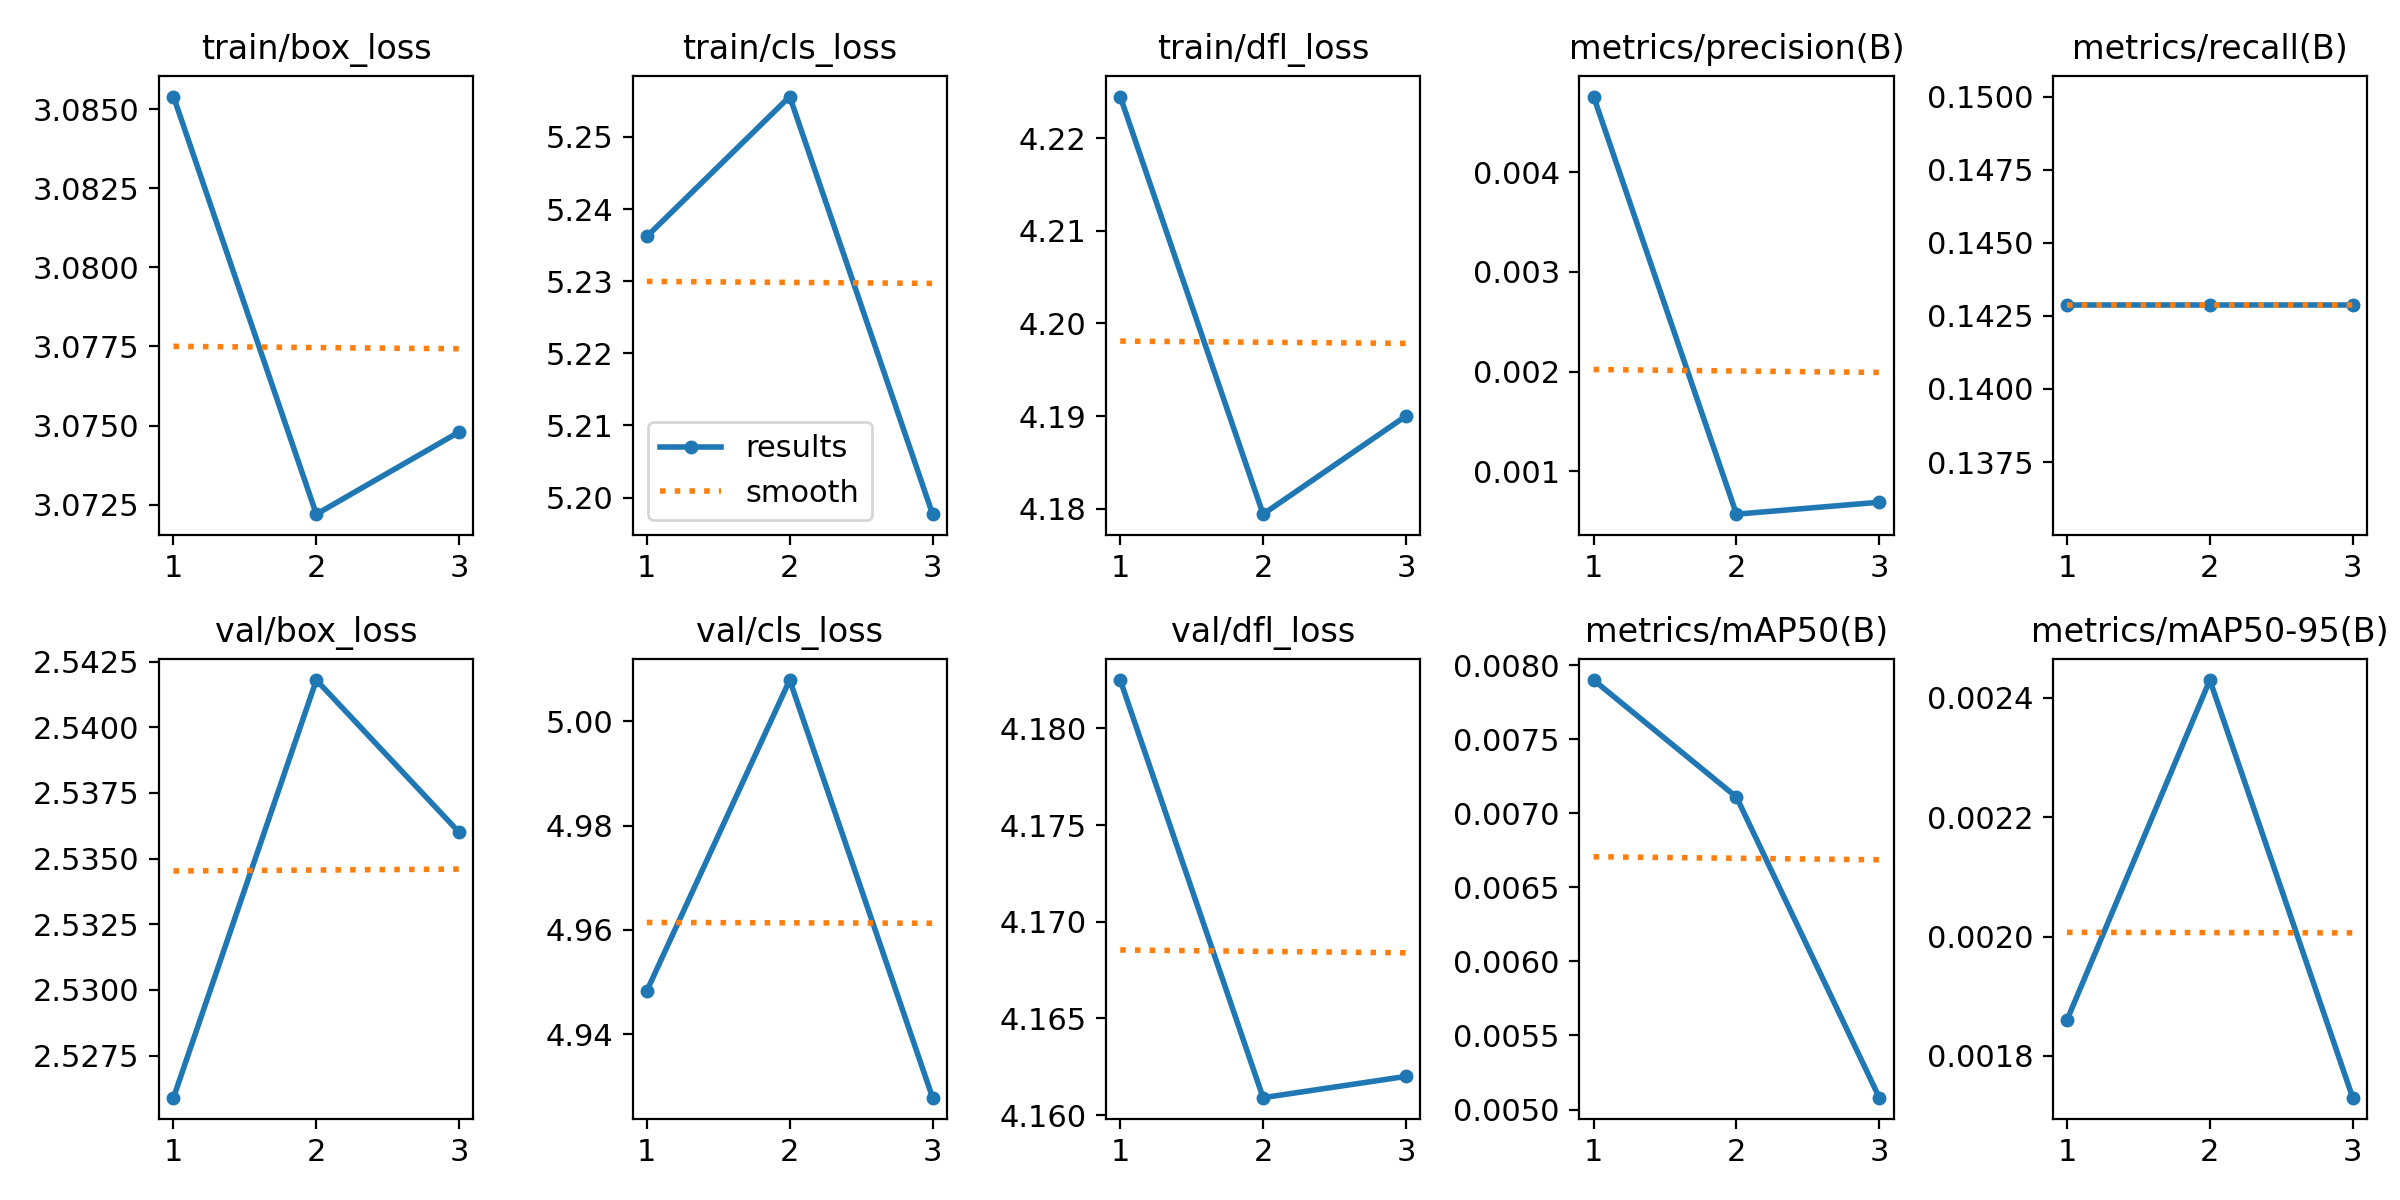 train/box_loss
3.0850
3.0825
3.0800
3.0775
3.0750
3.0725
1 2 3
train/cls_loss
5.25
5.24
5.23
5.22
5.21
5.20
results
smooth
1 2 3
train/dfl_loss
4.22
4.21
4.20
4.19
4.18
1 2 3
metrics/precision(B)
0.004
0.003
0.002
0.001
1 2 3
metrics/recall(B)
0.1500
0.1475
0.1450
0.1425
0.1400
0.1375
1 2 3
val/box_loss
2.5425
2.5400
2.5375
2.5350
2.5325
2.5300
2.5275
1 2 3
val/cls_loss
5.00
4.98
4.96
4.94
1 2 3
val/dfl_loss
4.180
4.175
4.170
4.165
4.160
1 2 3
metrics/mAP50(B)
0.0080
0.0075
0.0070
0.0065
0.0060
0.0055
0.0050
1 2 3
metrics/mAP50-95(B)
0.0024
0.0022
0.0020
0.0018
1 2 3